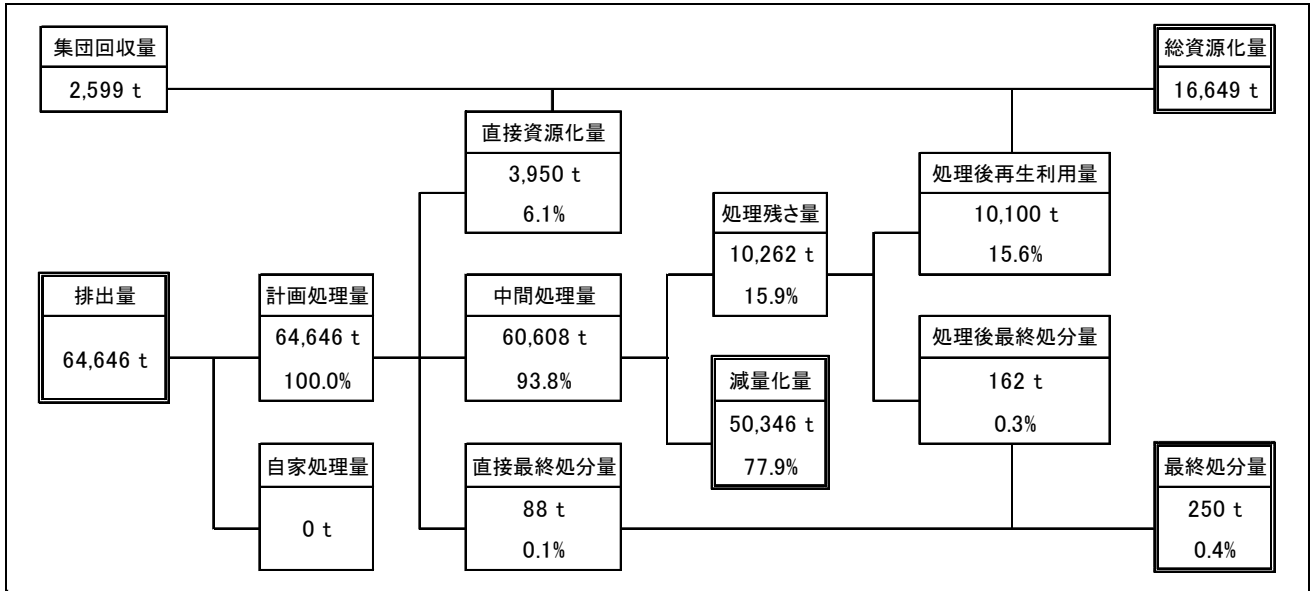 集団回収量
2,599 t
総資源化量
16,649 t
直接資源化量
3,950 t
6.1%
処理後再生利用量
10,100 t
15.6%
処理残さ量
10,262 t
15.9%
排出量
64,646 t
計画処理量
64,646 t
100.0%
中間処理量
60,608 t
93.8%
処理後最終処分量
162 t
0.3%
減量化量
50,346 t
77.9%
自家処理量
0 t
直接最終処分量
88 t
0.1%
最終処分量
250 t
0.4%